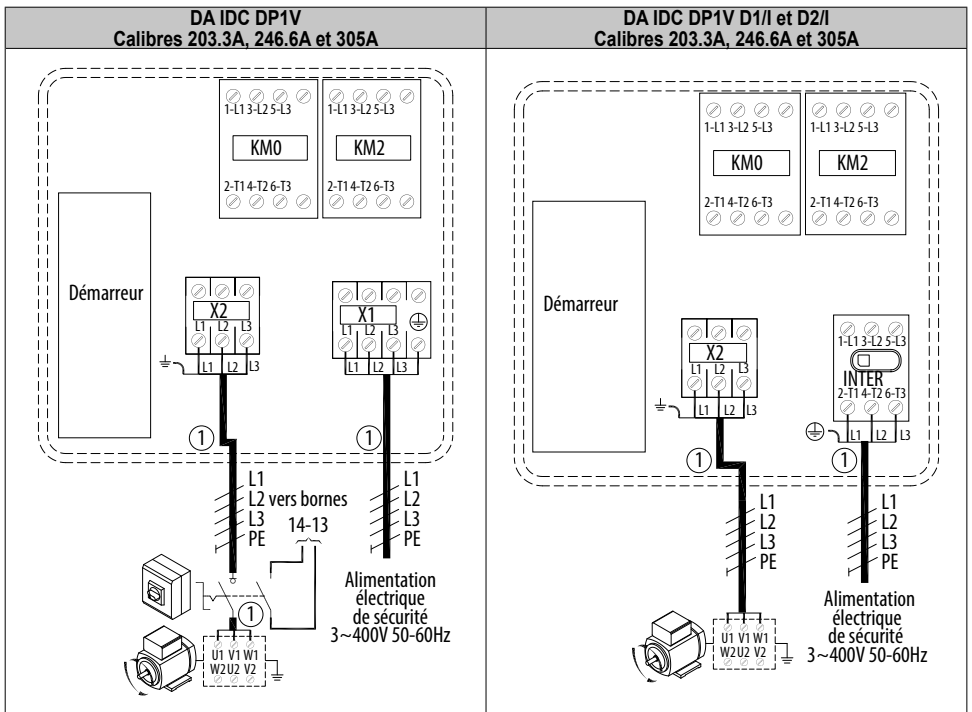 DA IDC DP1V
Calibres 203.3A, 246.6A et 305A
1-L1 3-L2 5-L3
1-L1 3-L2 5-L3
KM0
KM2
2-T1 4-T2 6-T3
2-T1 4-T2 6-T3
Démarreur
X2
L1 L2 L3
X1
L1 L2 L3
L1 L2 L3
L1 L2 L3
1
1
L1
L2 vers bornes
L3 14-13
PE
L1
L2
L3
PE
Alimentation
électrique
de sécurité
3~400V 50-60Hz
1
U1 V1 W1
W2 U2 V2
DA IDC DP1V D1/I et D2/I
Calibres 203.3A, 246.6A et 305A
1-L1 3-L2 5-L3
1-L1 3-L2 5-L3
KM0
KM2
2-T1 4-T2 6-T3
2-T1 4-T2 6-T3
Démarreur
X2
L1 L2 L3
L1 L2 L3
1-L1 3-L2 5-L3
INTER
2-T1 4-T2 6-T3
L1 L2 L3
1
1
L1
L2
L3
PE
L1
L2
L3
PE
Alimentation
électrique
de sécurité
3~400V 50-60Hz
U1 V1 W1
W2 U2 V2